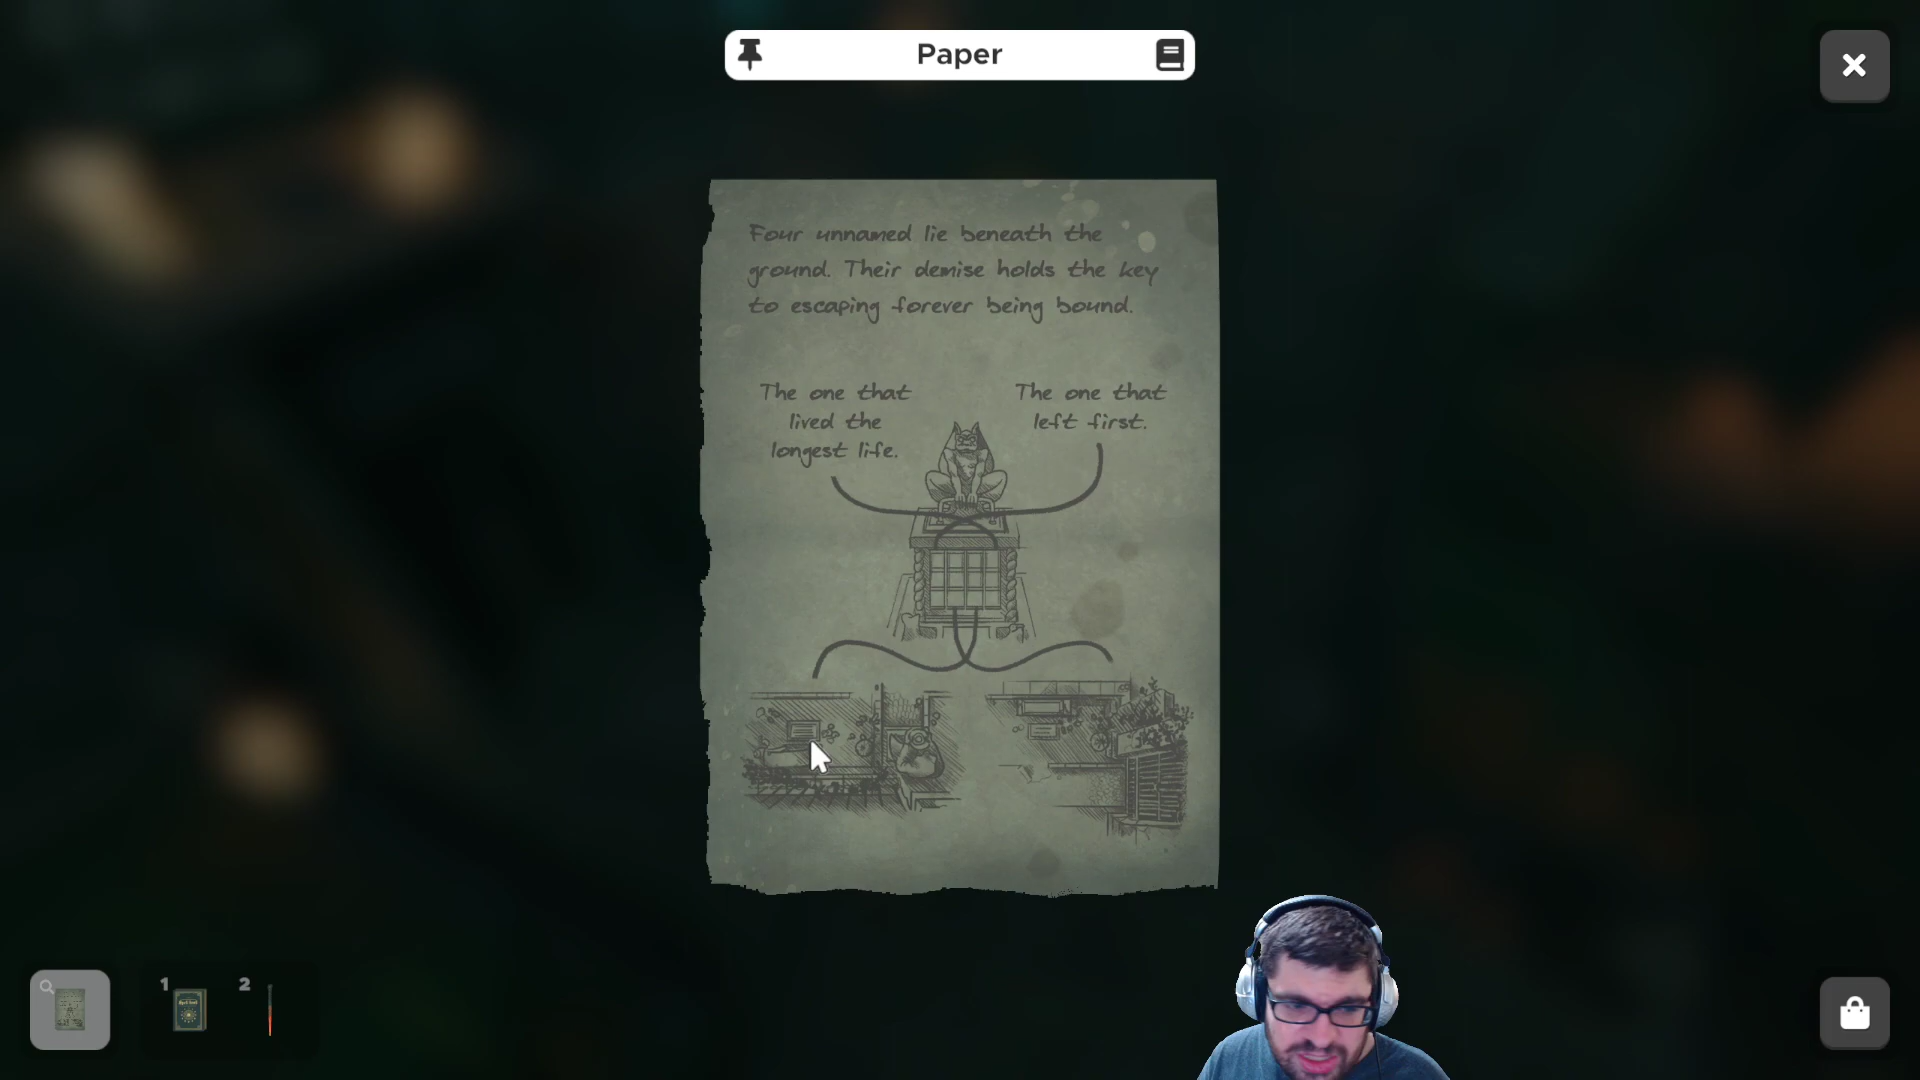 Paper
Four unnamed lie beneath the
ground. Their demise holds the key
to escaping forever being bound.
The one that
lived the
longest life.
The one that
left first.
1
2